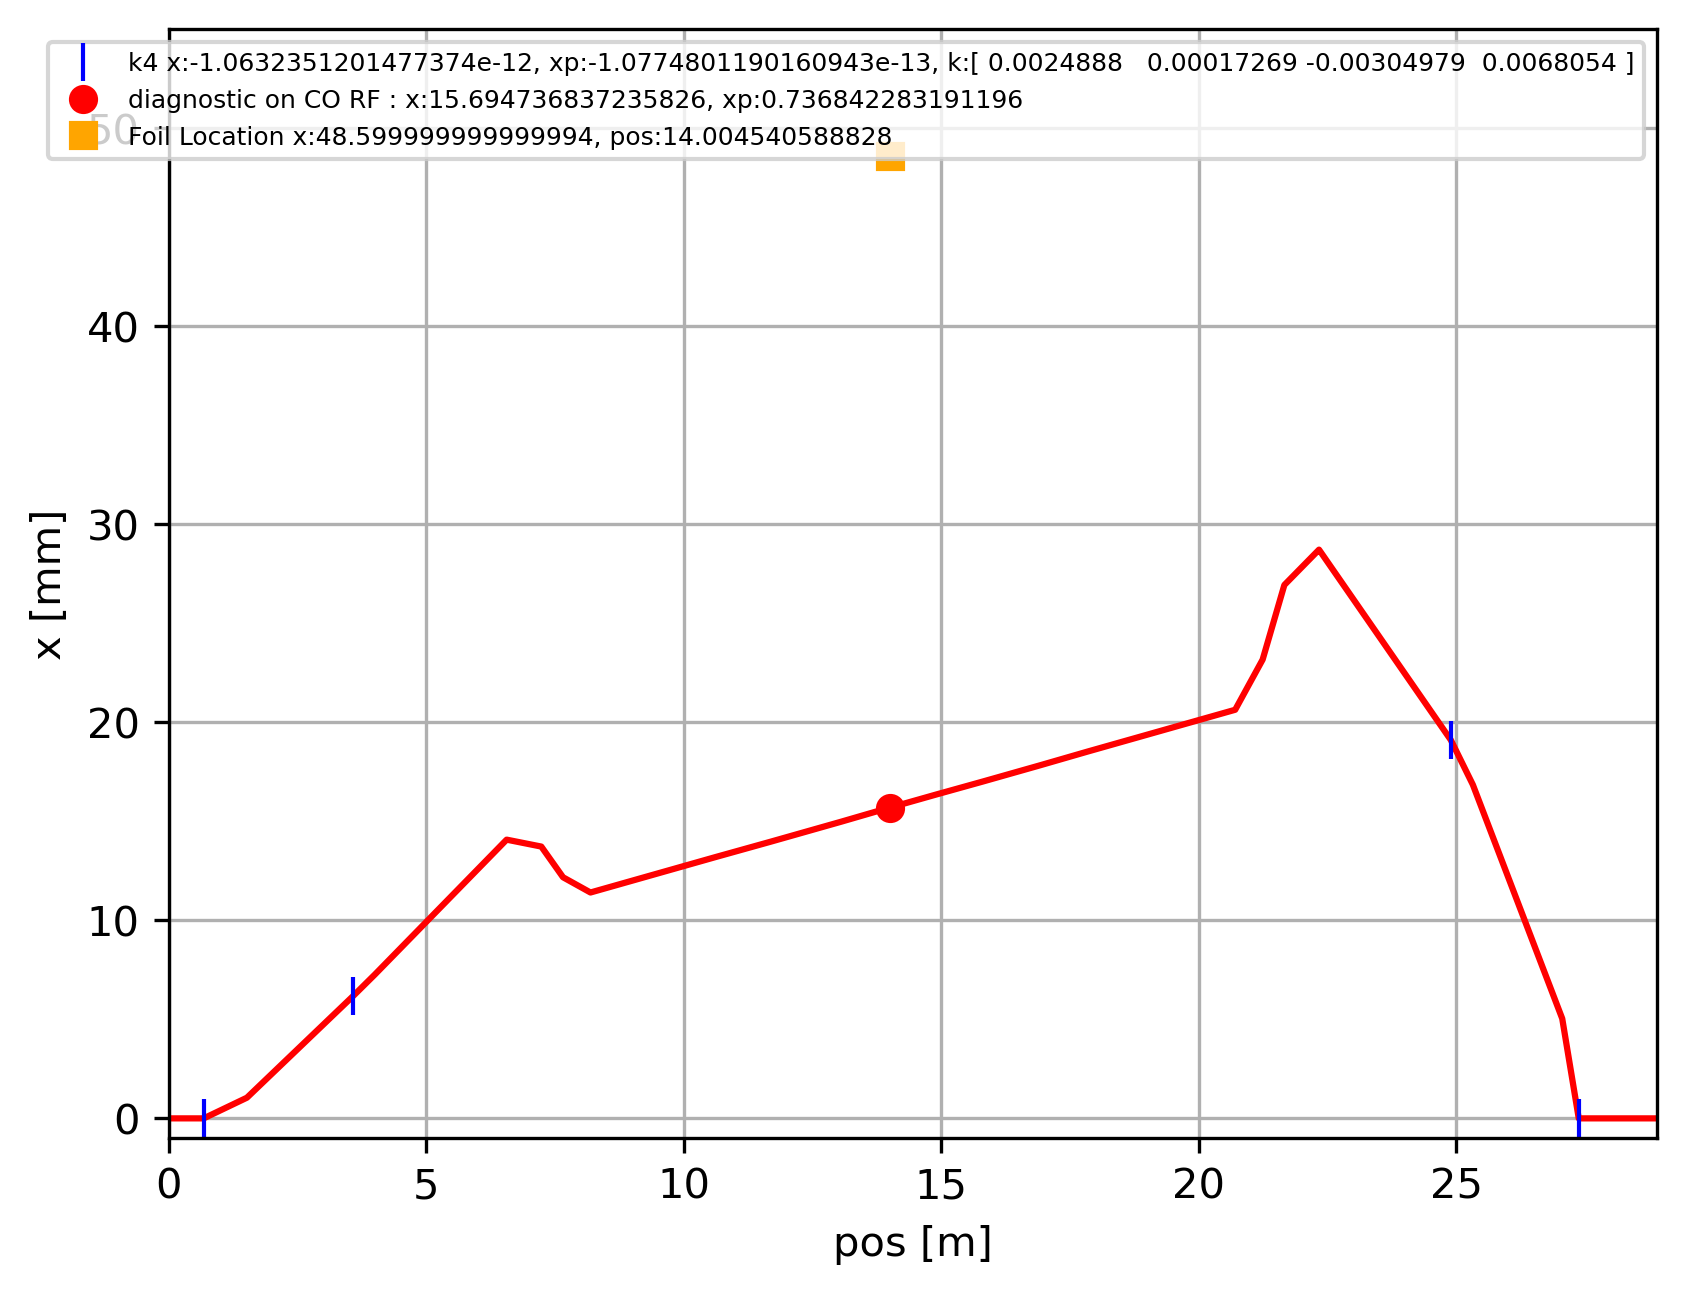 k4 x:-1.0632351201477374e-12, xp:-1.0774801190160943e-13, k:[ 0.0024888 0.00017269 -0.00304979 0.0068054 ]
diagnostic on CO RF : x:15.694736837235826, xp:0.736842283191196
Foil Location x:48.599999999999994, pos:14.004540588828
50
40
30
20
10
0
x [mm]
0 5 10 15 20 25
pos [m]